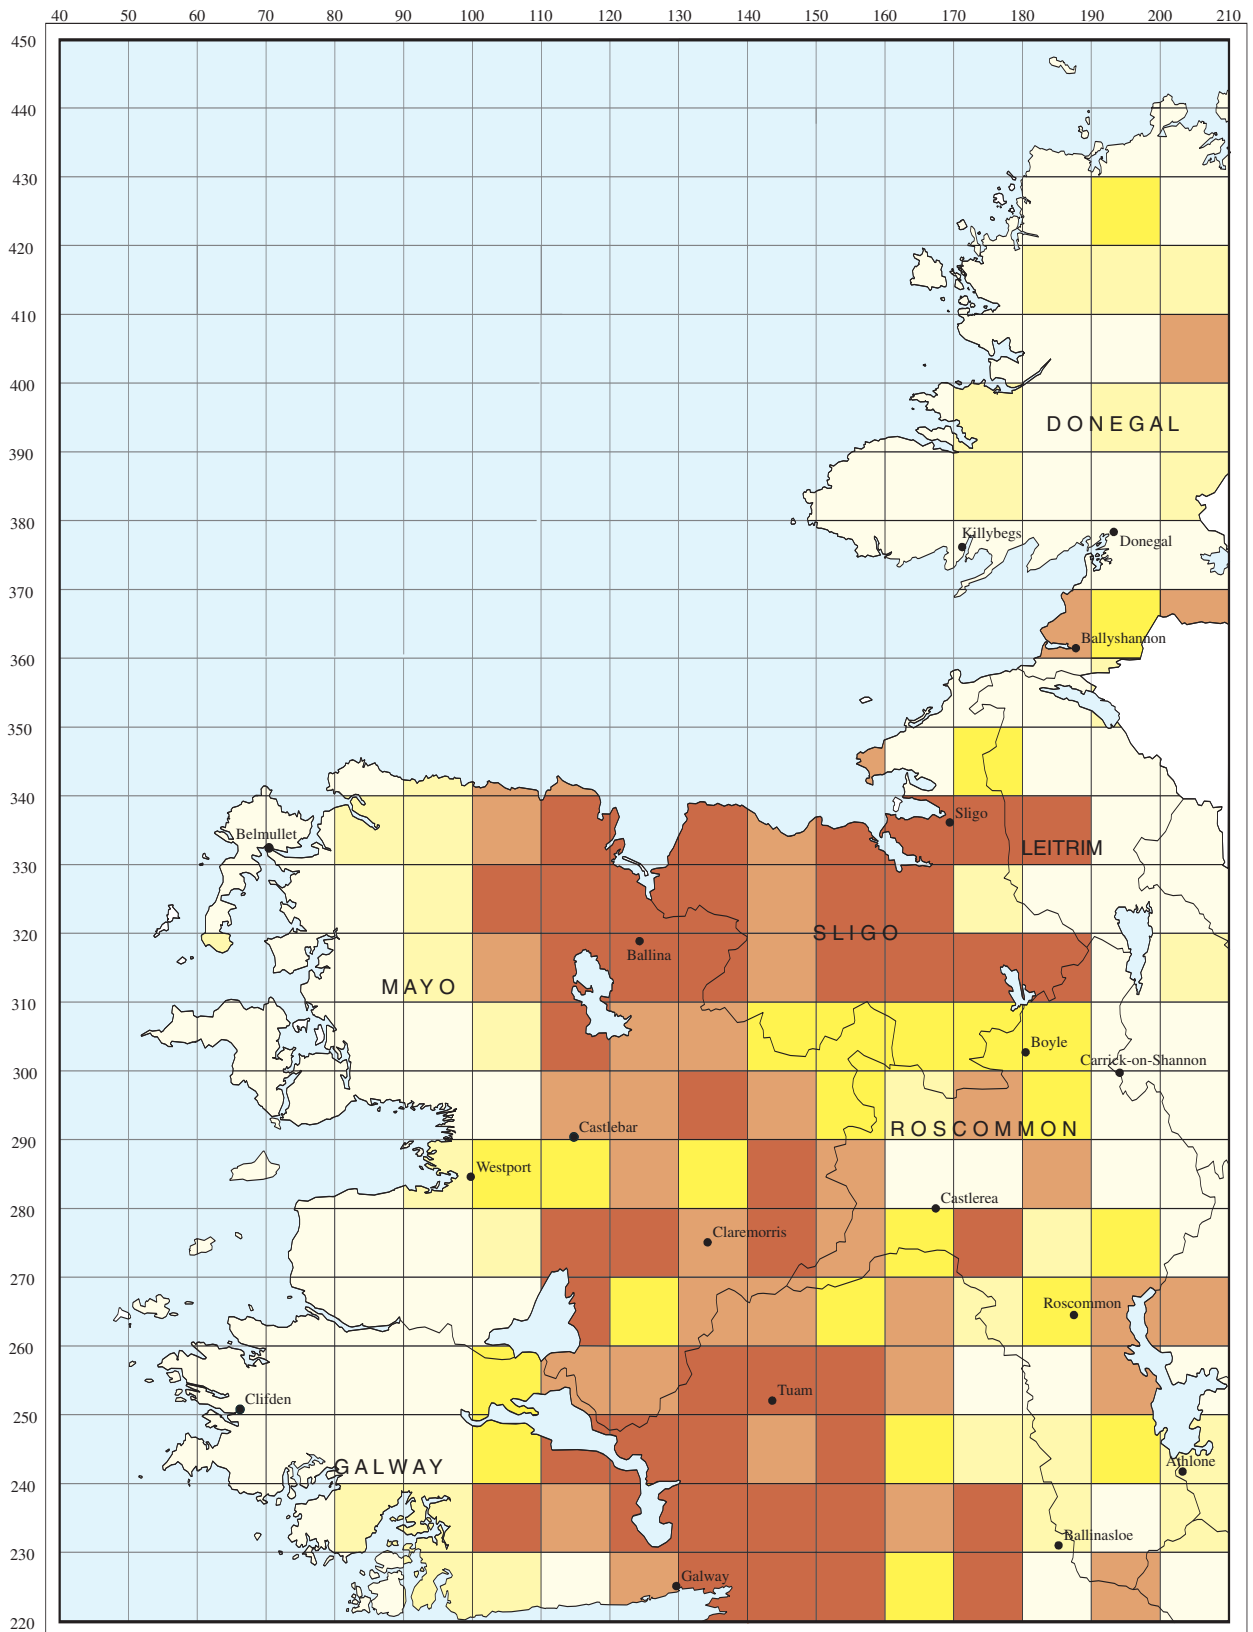 40 50 60 70 80 90 100 110 120 130 140 150 160 170 180 190 200 210
450
440
430
420
410
400
DONEGAL
390
380
Killybegs
Donegal
370
Ballyshannon
360
350
340
Sligo
Belmullet
LEITRIM
330
320
SLIGO
Ballina
MAYO
310
Boyle
Carrick-on-Shannon
300
Castlebar
ROSCOMMON
290
Westport
Castlerea
280
Claremorris
270
Roscommon
260
Tuam
Clifden
250
Athlone
GALWAY
240
Ballinasloe
230
Galway
220